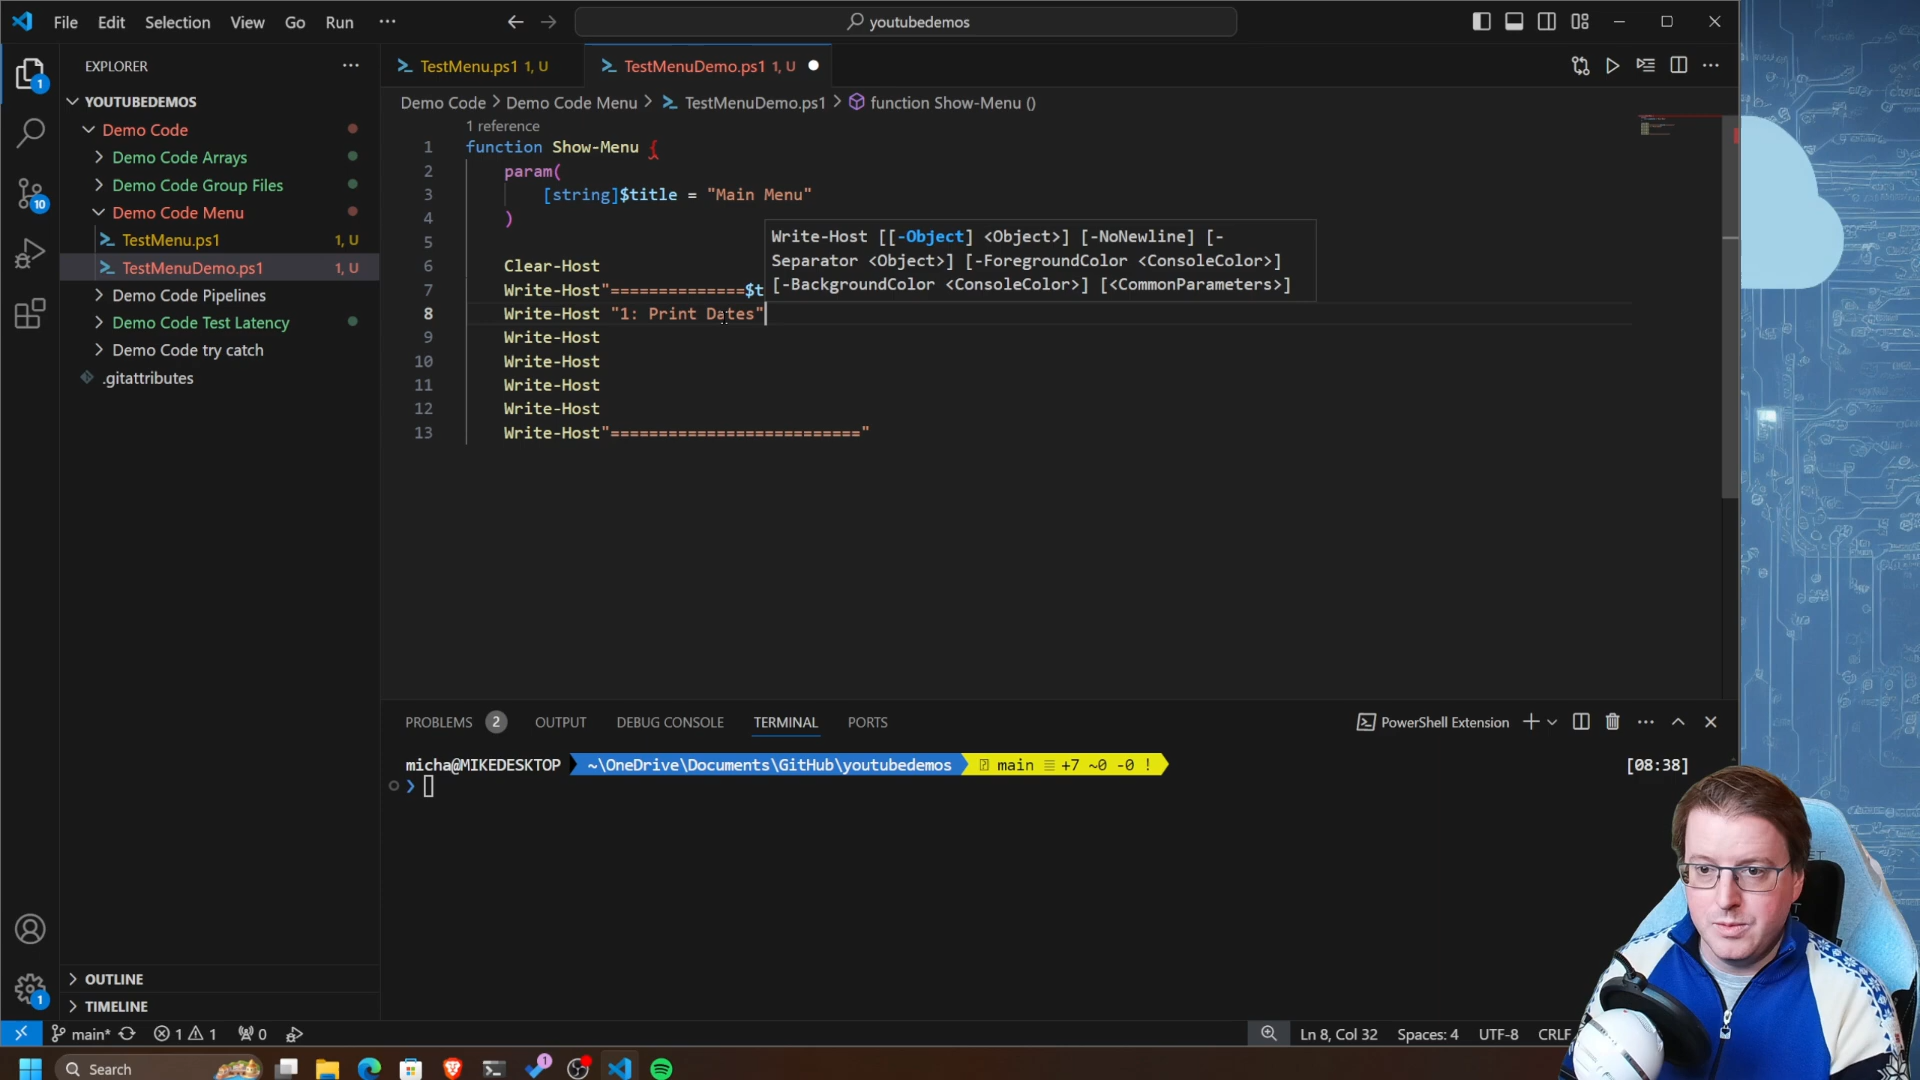 File Edit Selection View Go Run ··· youtubedemos
EXPLORER ···
1
YOUTUBEDEMOS
Demo Code
Demo Code Arrays
Demo Code Group Files
Demo Code Menu
TestMenu.ps1 1, U
TestMenuDemo.ps1 1, U
Demo Code Pipelines
Demo Code Test Latency
Demo Code try catch
.gitattributes
10
OUTLINE
TIMELINE
1
TestMenu.ps1 1, U TestMenuDemo.ps1 1, U
Demo Code > Demo Code Menu > TestMenuDemo.ps1 > function Show-Menu ()
1 reference
1 function Show-Menu {
2 param(
3 [string]$title = "Main Menu"
4 )
5
6 Clear-Host
7 Write-Host"==============$t
8 Write-Host "1: Print Dates"
9 Write-Host
10 Write-Host
11 Write-Host
12 Write-Host
13 Write-Host"=========================="
Write-Host [[-Object] <Object>] [-NoNewline] [-
Separator <Object>] [-ForegroundColor <ConsoleColor>]
[-BackgroundColor <ConsoleColor>] [<CommonParameters>]
PROBLEMS 2 OUTPUT DEBUG CONSOLE TERMINAL PORTS PowerShell Extension
micha@MIKEDESKTOP ~\OneDrive\Documents\GitHub\youtubedemos main ≡ +7 ~0 -0 ! [08:38]
❯
main* 1 1 0 Ln 8, Col 32 Spaces: 4 UTF-8 CRLF
Search 1